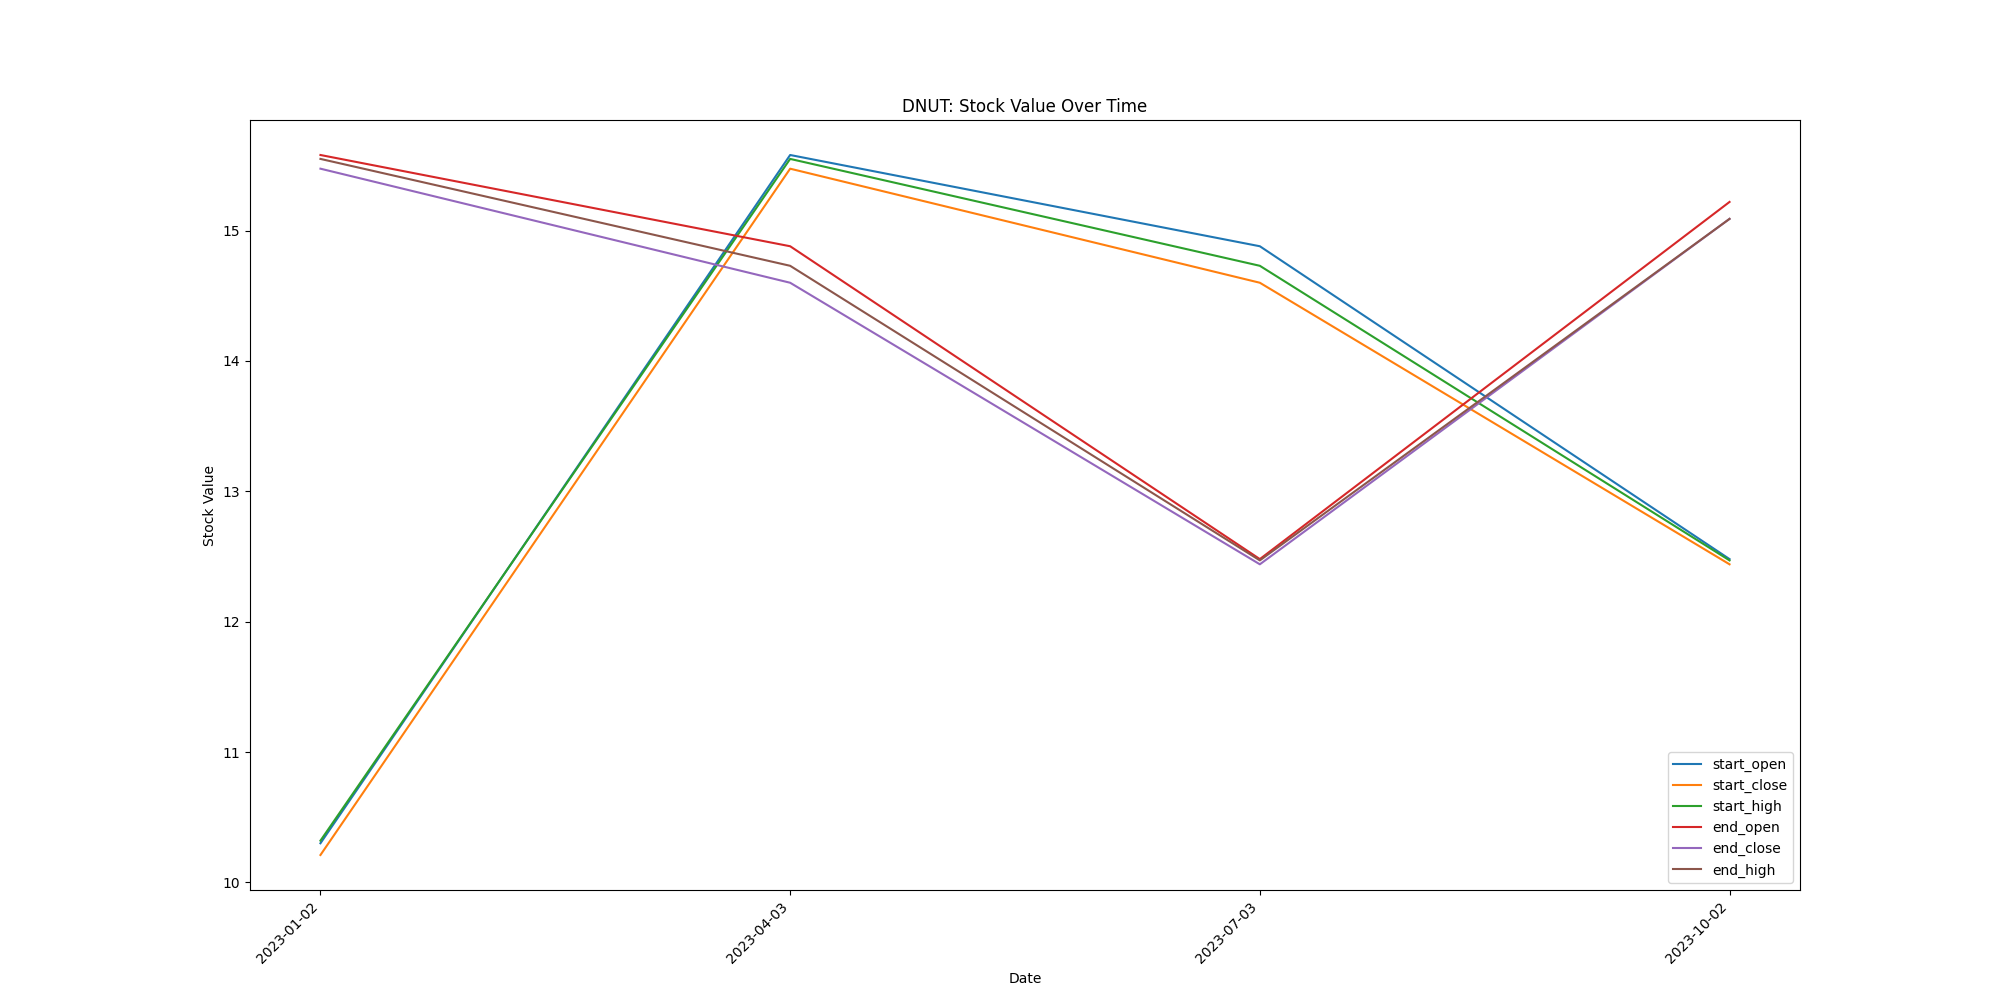 DNUT: Stock Value Over Time
Stock Value
15
14
13
12
11
10
2023-01-02
2023-04-03
2023-07-03
2023-10-02
Date
start_open
start_close
start_high
end_open
end_close
end_high